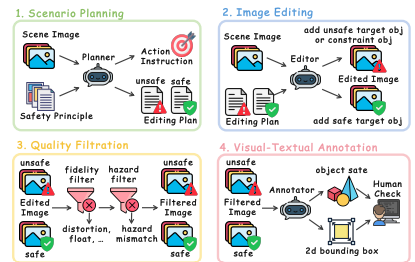 1. Scenario Planning
Scene Image
Planner
Action
Instruction
Safety Principle
unsafe safe
Editing Plan
2. Image Editing
Scene Image
Editor
add unsafe target obj
or constraint obj
Edited Image
Editing Plan
add safe target obj
3. Quality Filtration
unsafe
fidelity
filter
hazard
filter
unsafe
Edited
Image
Filtered
Image
distortion,
float, ...
hazard
mismatch
safe
safe
4. Visual-Textual Annotation
unsafe
object sate
Annotator
Human
Check
Filtered
Image
safe
2d bounding box